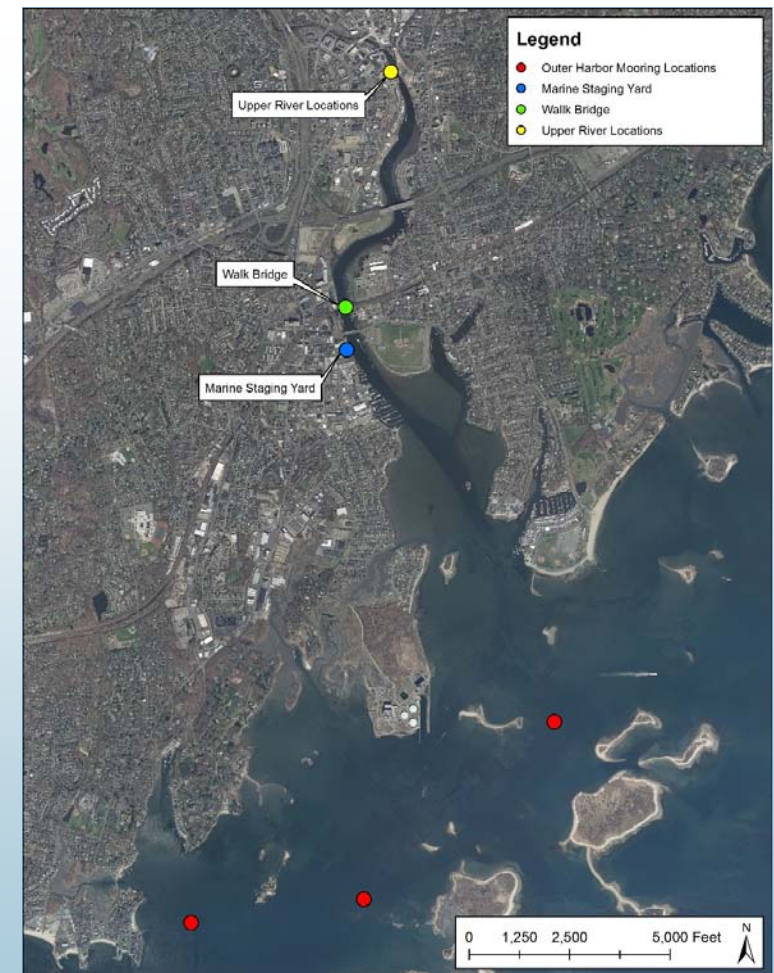 Legend
Outer Harbor Mooring Locations
Marine Staging Yard
Wallk Bridge
Upper River Locations
Upper River Locations
Walk Bridge
Marine Staging Yard
0 1,250 2,500 5,000 Feet
N